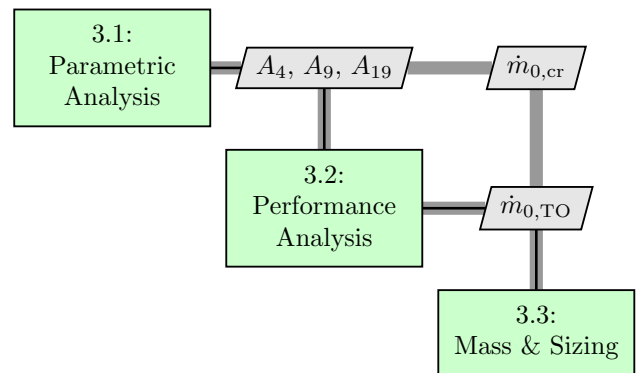 3.1:
Parametric
Analysis
A₄, A₉, A₁₉
ṁ₀,cr
3.2:
Performance
Analysis
ṁ₀,TO
3.3:
Mass & Sizing